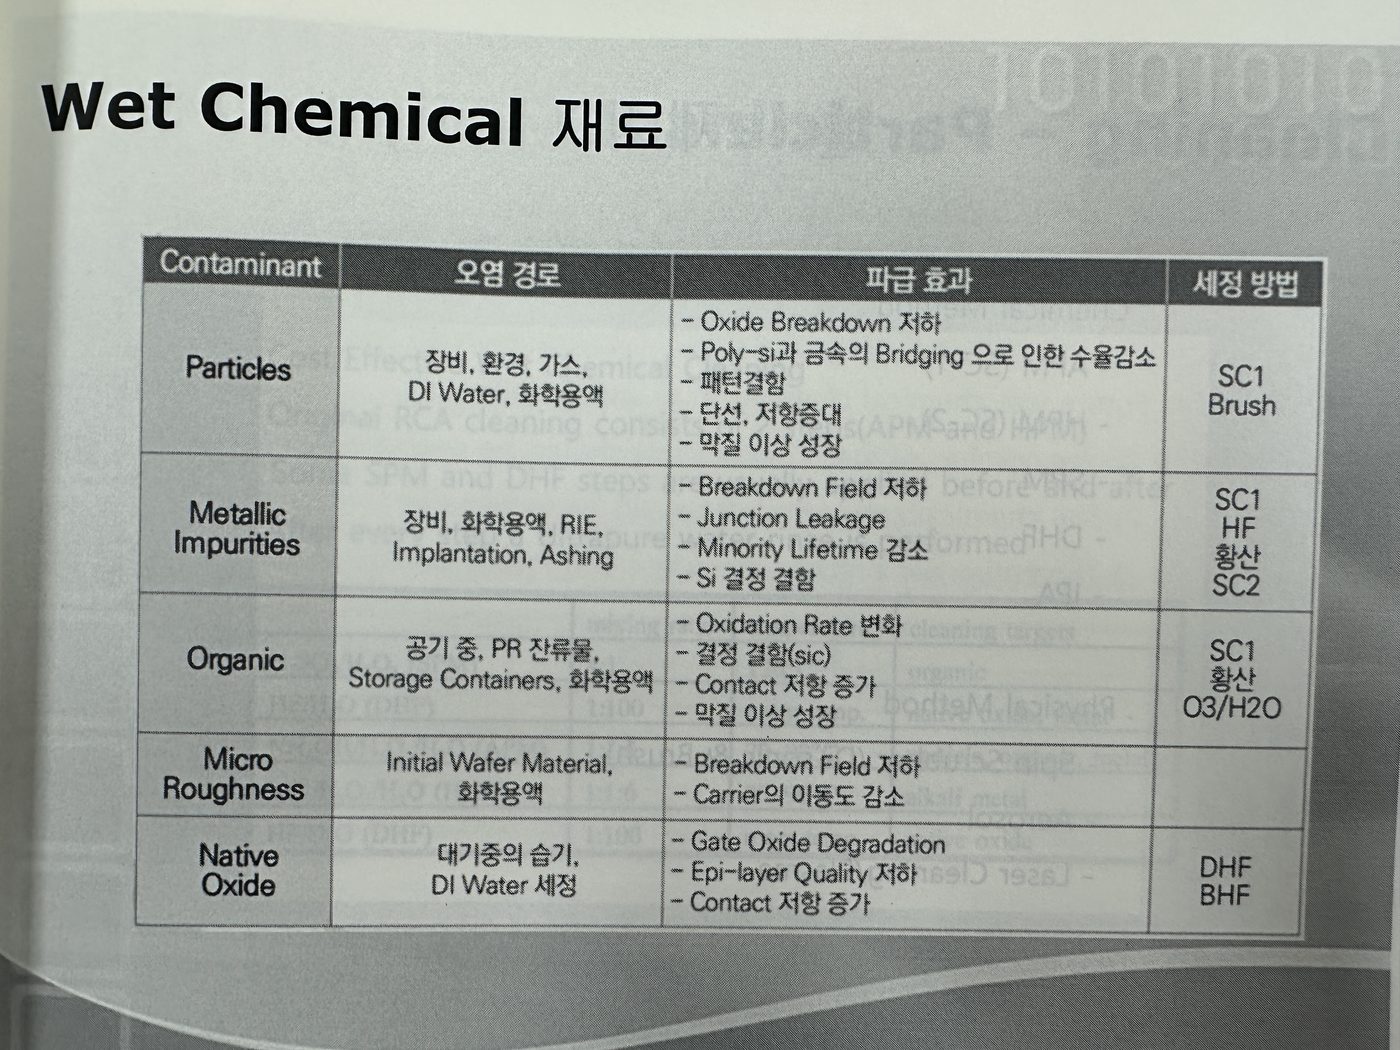 Wet Chemical 재료
Contaminant
오염 경로
파급 효과
세정 방법
Particles
장비, 환경, 가스,
DI Water, 화학용액
- Oxide Breakdown 저하
- Poly-si과 금속의 Bridging 으로 인한 수율감소
- 패턴결함
- 단선, 저항증대
- 막질 이상 성장
SC1
Brush
Metallic
Impurities
장비, 화학용액, RIE,
Implantation, Ashing
- Breakdown Field 저하
- Junction Leakage
- Minority Lifetime 감소
- Si 결정 결함
SC1
HF
황산
SC2
Organic
공기 중, PR 잔류물,
Storage Containers, 화학용액
- Oxidation Rate 변화
- 결정 결함(sic)
- Contact 저항 증가
- 막질 이상 성장
SC1
황산
O3/H2O
Micro
Roughness
Initial Wafer Material,
화학용액
- Breakdown Field 저하
- Carrier의 이동도 감소
Native
Oxide
대기중의 습기,
DI Water 세정
- Gate Oxide Degradation
- Epi-layer Quality 저하
- Contact 저항 증가
DHF
BHF